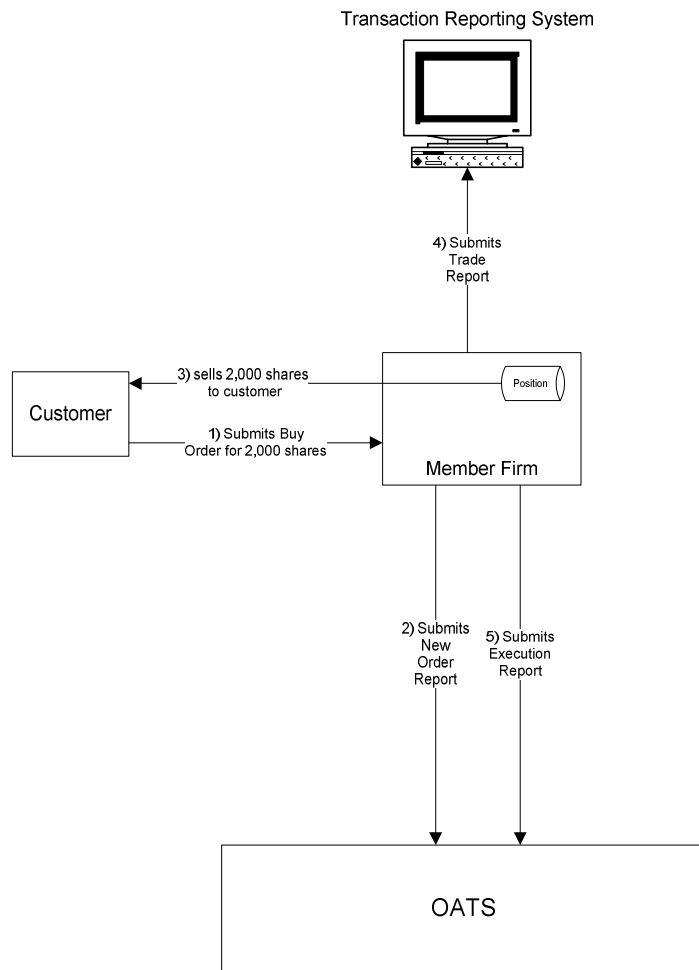 Transaction Reporting System
4) Submits
Trade
Report
3) sells 2,000 shares
to customer
Position
Customer
1) Submits Buy
Order for 2,000 shares
Member Firm
2) Submits
New
Order
Report
5) Submits
Execution
Report
OATS